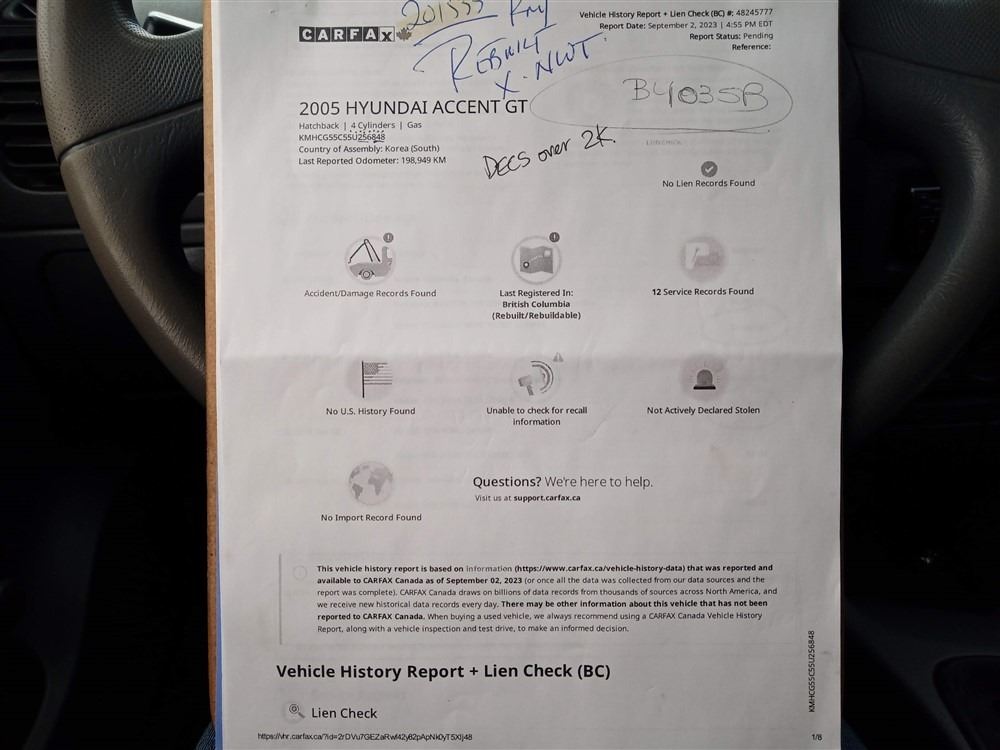 201555 KM
CARFAX
REBUILT
X-NWT
Vehicle History Report + Lien Check (BC) #: 48245777
Report Date: September 2, 2023 | 4:55 PM EDT
Report Status: Pending
Reference:
B41035B
2005 HYUNDAI ACCENT GT
Hatchback | 4 Cylinders | Gas
KMHCG55C55U256848
Country of Assembly: Korea (South)
Last Reported Odometer: 198,949 KM
DECS over 2K.
LIEN CHECK
No Lien Records Found
Accident/Damage Records Found
Last Registered In:
British Columbia
(Rebuilt/Rebuildable)
12 Service Records Found
No U.S. History Found
Unable to check for recall
information
Not Actively Declared Stolen
No Import Record Found
Questions? We're here to help.
Visit us at support.carfax.ca
This vehicle history report is based on information (https://www.carfax.ca/vehicle-history-data) that was reported and
available to CARFAX Canada as of September 02, 2023 (or once all the data was collected from our data sources and the
report was complete). CARFAX Canada draws on billions of data records from thousands of sources across North America, and
we receive new historical data records every day. There may be other information about this vehicle that has not been
reported to CARFAX Canada. When buying a used vehicle, we always recommend using a CARFAX Canada Vehicle History
Report, along with a vehicle inspection and test drive, to make an informed decision.
KMHCG55C55U256848
Vehicle History Report + Lien Check (BC)
Lien Check
https://vhr.carfax.ca/?id=2rDVu7GEZaRwf42y82pApNkOyT5XIj48
1/8